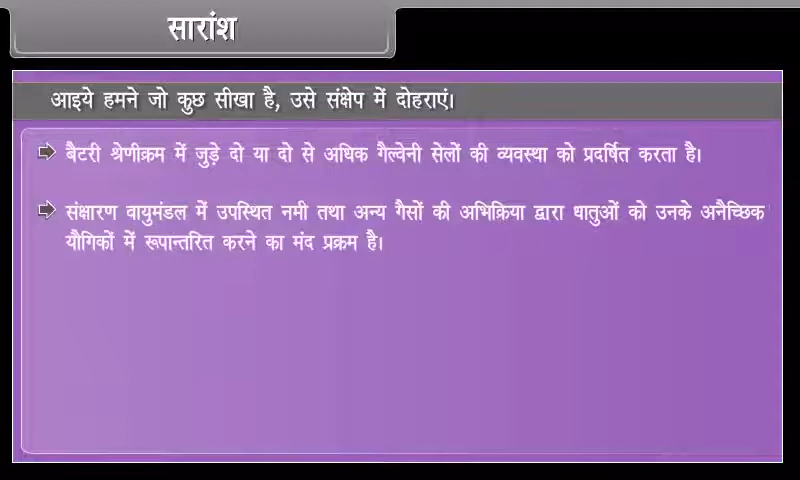 सारांश
आइये हमने जो कुछ सीखा है, उसे संक्षेप में दोहराएं।
बैटरी श्रेणीक्रम में जुड़े दो या दो से अधिक गैल्वेनी सेलों की व्यवस्था को प्रदर्षित करता है।
संक्षारण वायुमंडल में उपस्थित नमी तथा अन्य गैसों की अभिक्रिया द्वारा धातुओं को उनके अनैच्छिक
यौगिकों में रूपान्तरित करने का मंद प्रक्रम है।